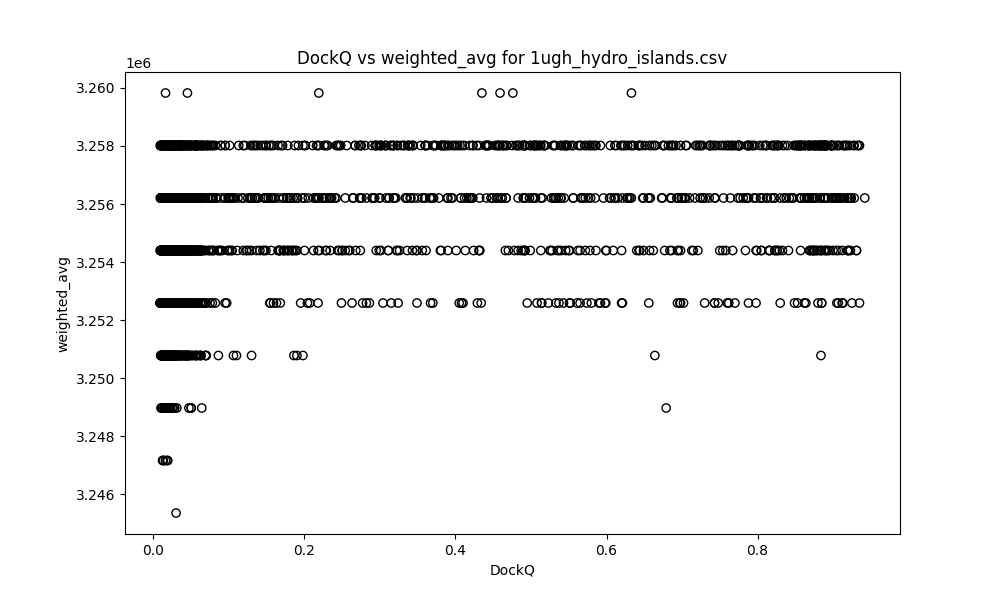 DockQ vs weighted_avg for 1ugh_hydro_islands.csv
1e6
3.260
3.258
3.256
3.254
3.252
3.250
3.248
3.246
weighted_avg
0.0 0.2 0.4 0.6 0.8
DockQ